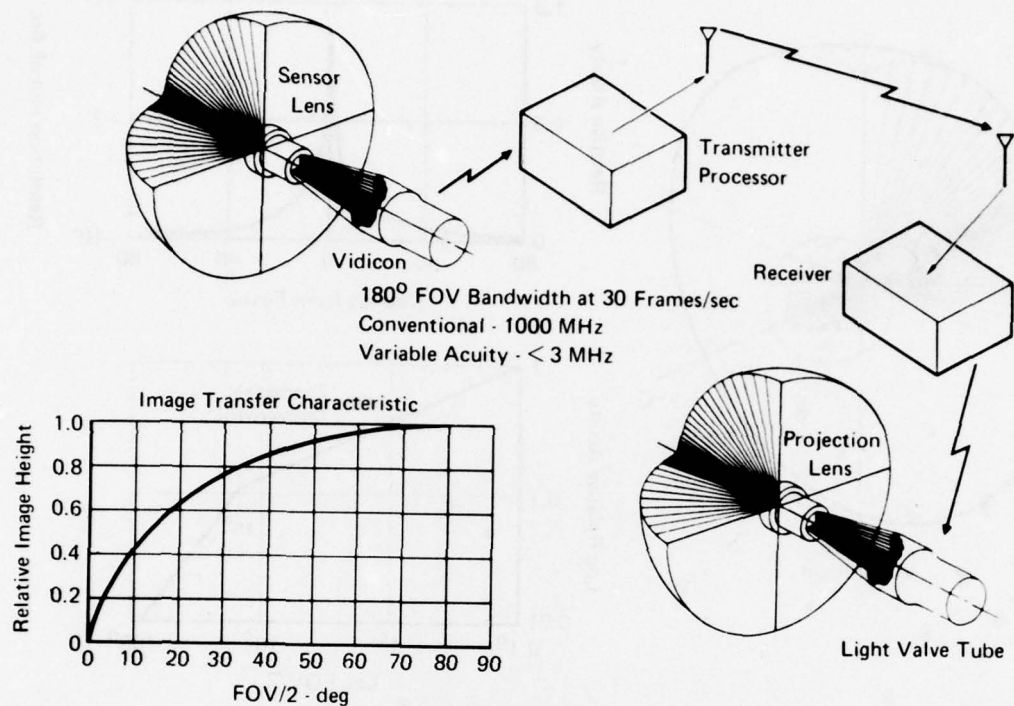 Sensor
Lens
Vidicon
Transmitter
Processor
Receiver
180° FOV Bandwidth at 30 Frames/sec
Conventional - 1000 MHz
Variable Acuity - < 3 MHz
Image Transfer Characteristic
Relative Image Height
1.0
0.8
0.6
0.4
0.2
0
0 10 20 30 40 50 60 70 80 90
FOV/2 - deg
Projection
Lens
Light Valve Tube